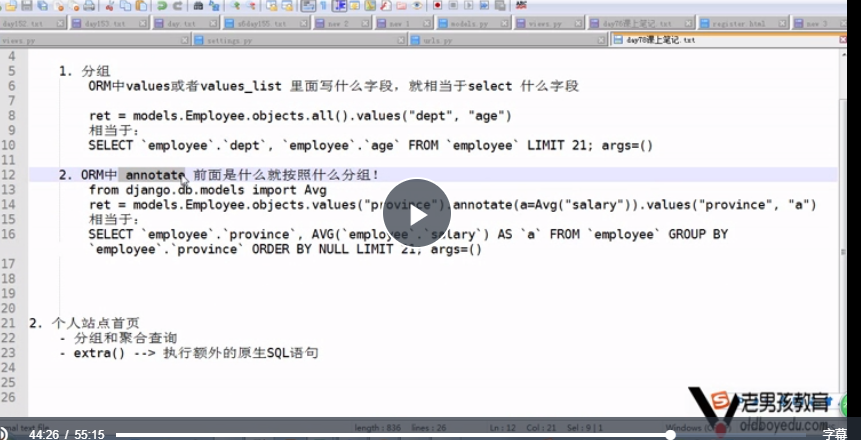 day152.txt day153.txt day.txt s6day155.txt new 2 new 1 models.py views.py day70课上笔记.txt register html new 3
views.py settings.py urls.py day70课上笔记.txt
4
5 1. 分组
6 ORM中values或者values_list 里面写什么字段，就相当于select 什么字段
7
8 ret = models.Employee.objects.all().values("dept", "age")
9 相当于：
10 SELECT `employee`.`dept`, `employee`.`age` FROM `employee` LIMIT 21; args=()
11
12 2. ORM中 annotate 前面是什么就按照什么分组！
13 from django.db.models import Avg
14 ret = models.Employee.objects.values("province").annotate(a=Avg("salary")).values("province", "a")
15 相当于：
16 SELECT `employee`.`province`, AVG(`employee`.`salary`) AS `a` FROM `employee` GROUP BY
`employee`.`province` ORDER BY NULL LIMIT 21; args=()
17
18
19
20
21 2. 个人站点首页
22 - 分组和聚合查询
23 - extra() --> 执行额外的原生SQL语句
24
25
26
老男孩教育
oldboyedu.com
mal text file length : 836 lines : 26 Ln : 12 Col : 21 Sel : 9 | 1 Windows
44:26 / 55:15 字幕